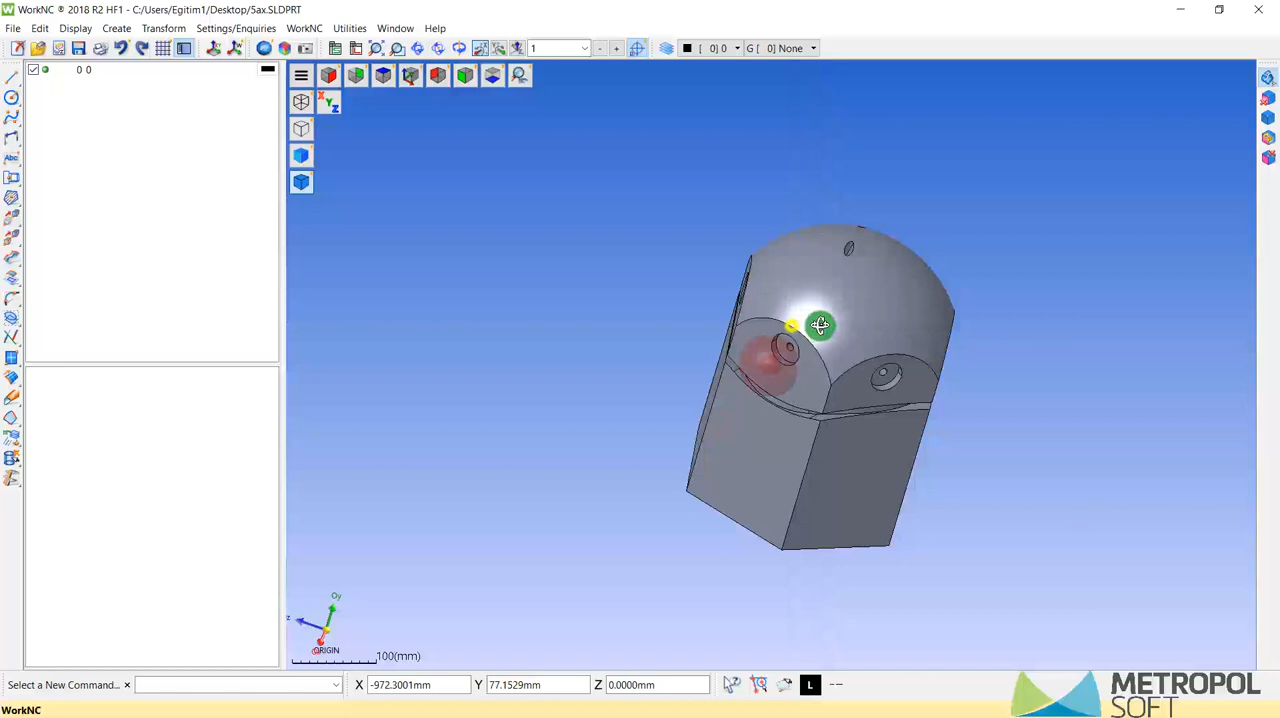 WorkNC ® 2018 R2 HF1 - C:/Users/Egitim1/Desktop/5ax.SLDPRT
File Edit Display Create Transform Settings/Enquiries WorkNC Utilities Window Help
1 - + [ 0] 0 G [ ] None
0 0
X Y Z
Abc
Oy
z
ORIGIN
100(mm)
Select a New Command... × X -972.3001mm Y 77.1529mm Z 0.0000mm L --
WorkNC
METROPOL
SOFT